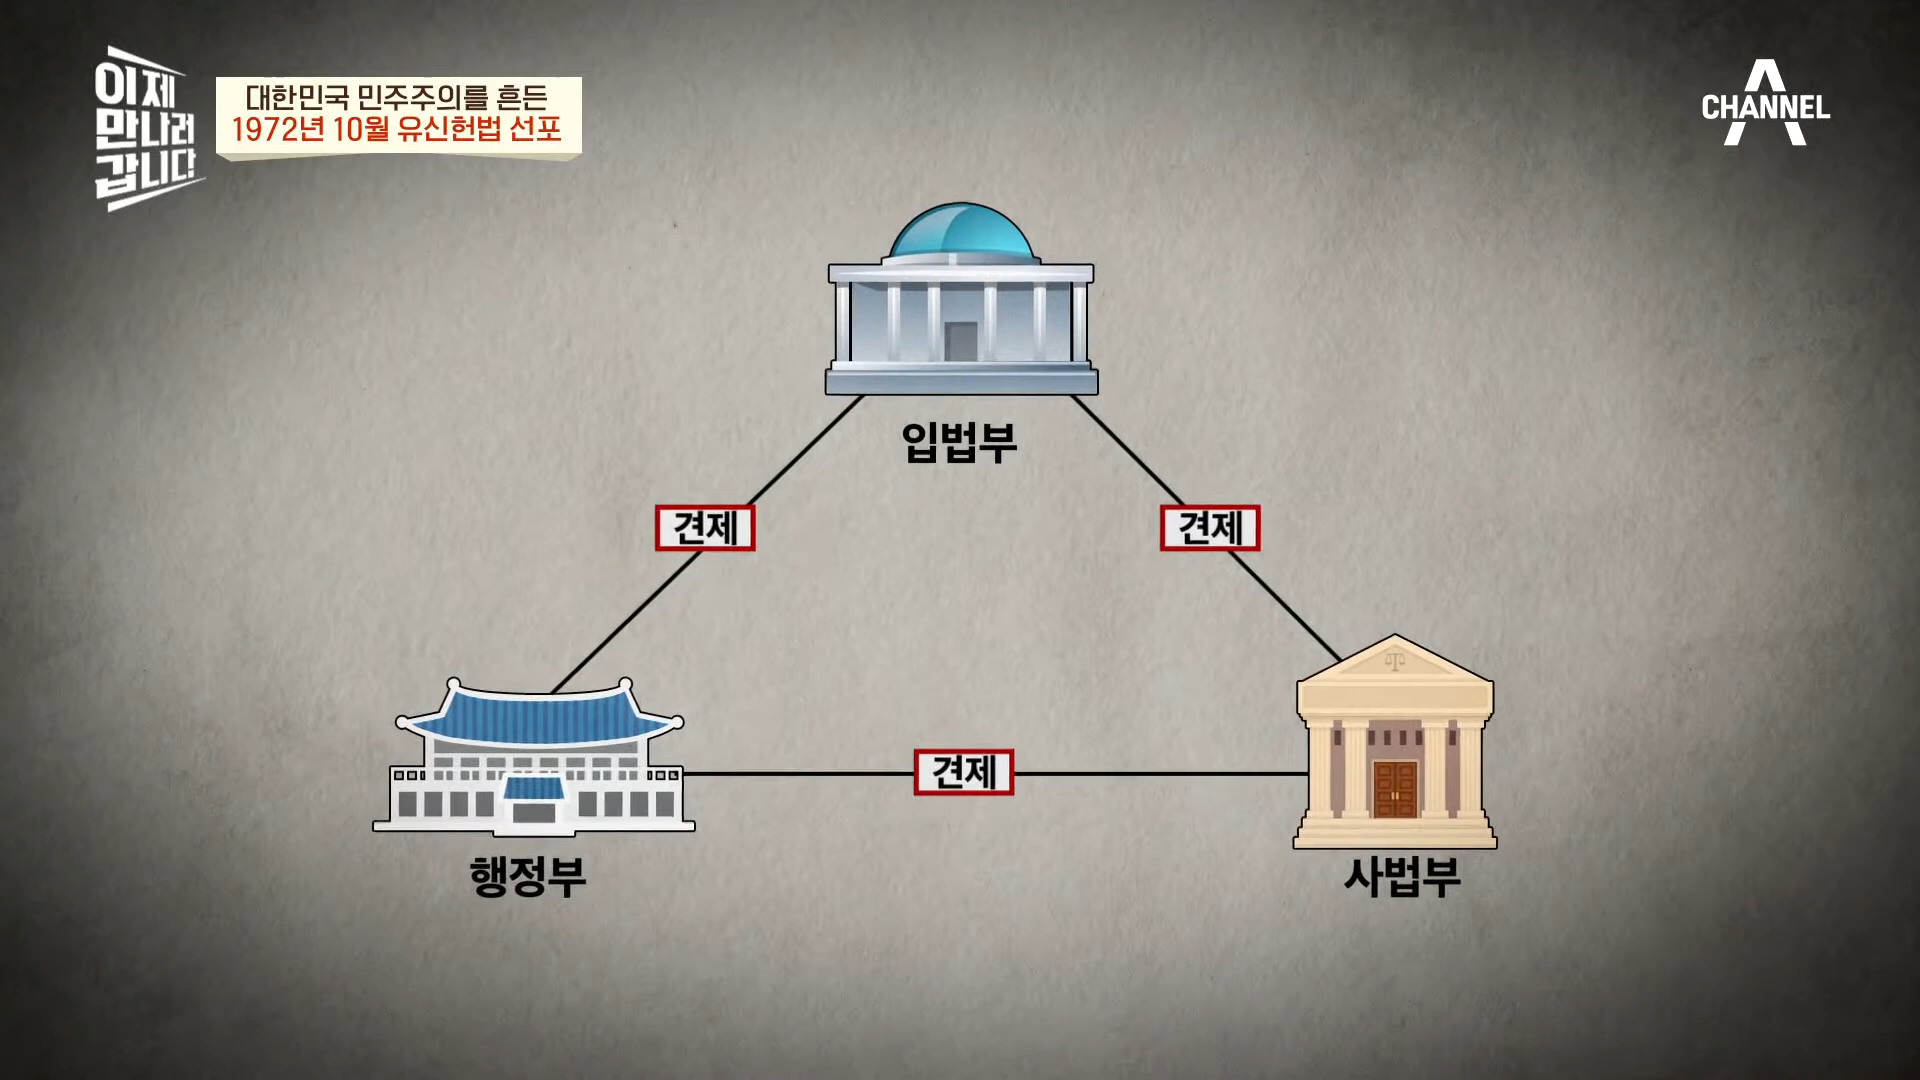 이제
만나러
갑니다
대한민국 민주주의를 흔든
1972년 10월 유신헌법 선포
CHANNEL A
입법부
견제
견제
견제
행정부
사법부